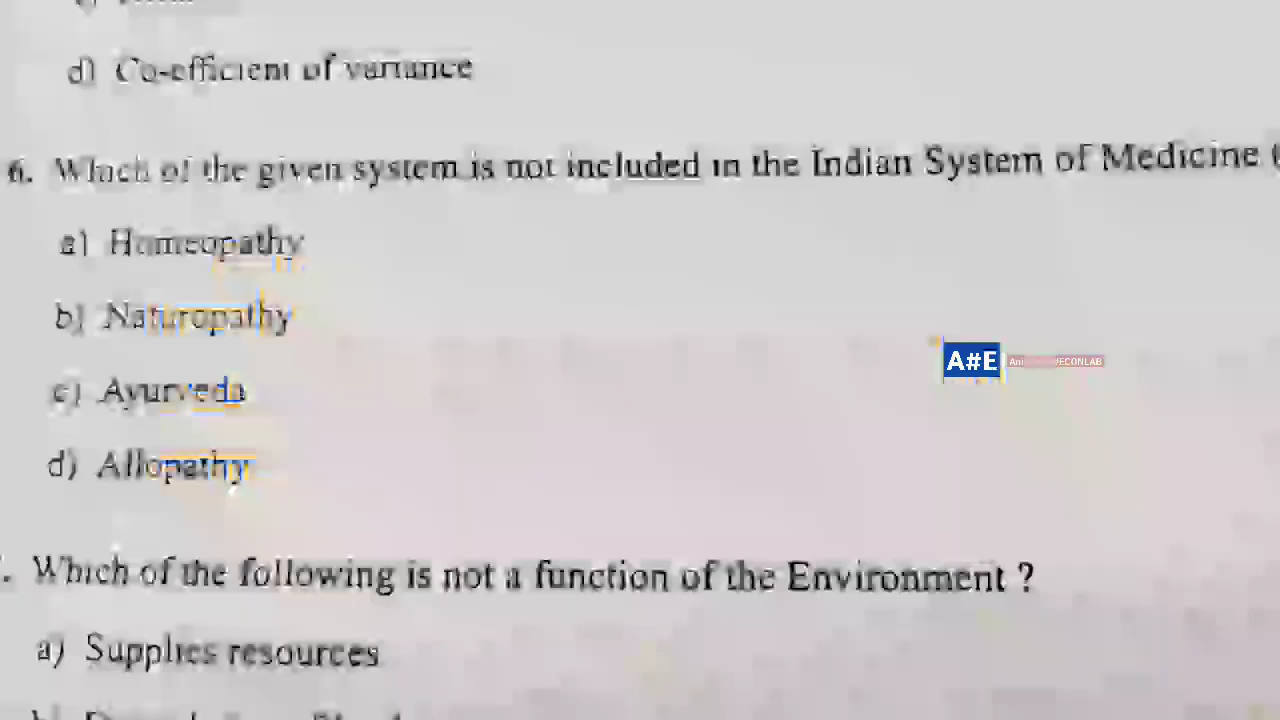 d) Co-efficient of variance
6. Which of the given system is not included in the Indian System of Medicine
a) Homeopathy
b) Naturopathy
c) Ayurveda
d) Allopathy
A#E ECONLAB
. Which of the following is not a function of the Environment ?
a) Supplies resources